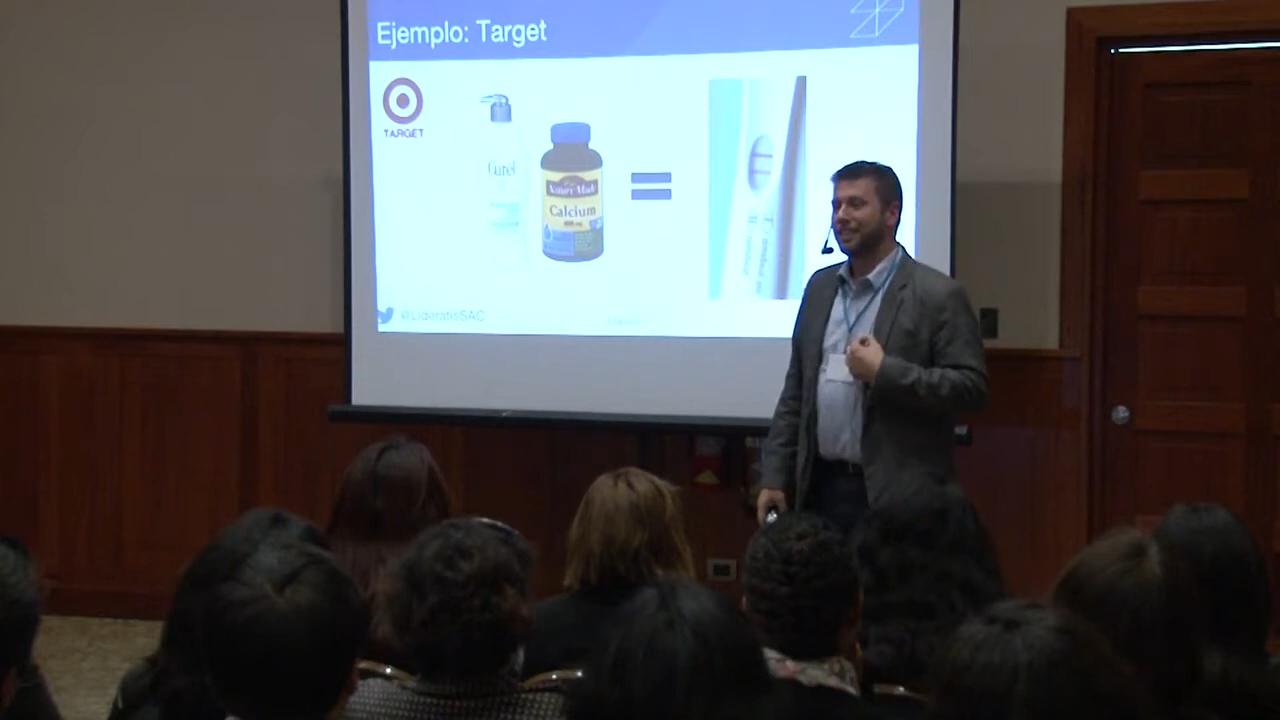 Ejemplo: Target
TARGET
Curel
Nature Made
Calcium
@LideratisSAC